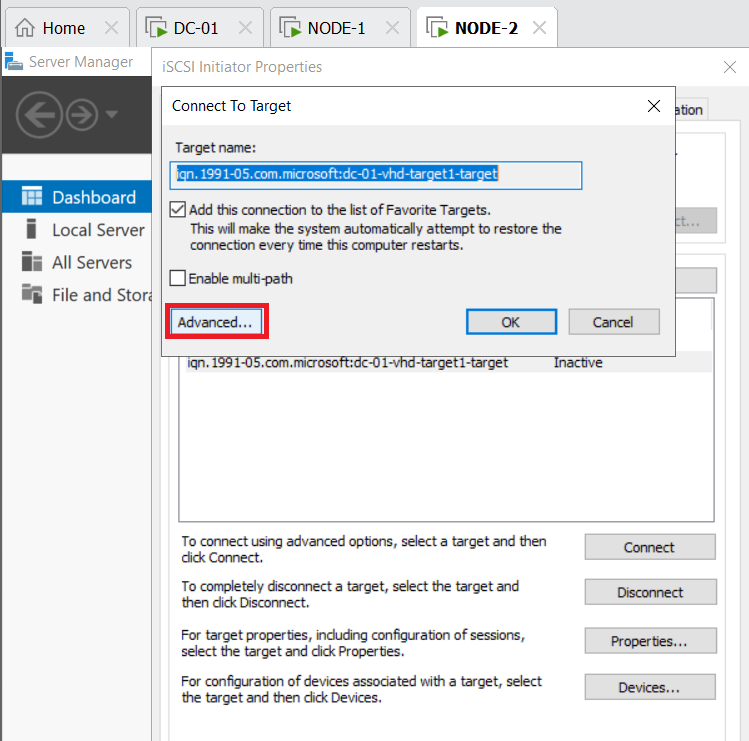 Home
DC-01
NODE-1
NODE-2
Server Manager
iSCSI Initiator Properties
Connect To Target
Target name:
iqn.1991-05.com.microsoft:dc-01-vhd-target1-target
Add this connection to the list of Favorite Targets.
This will make the system automatically attempt to restore the
connection every time this computer restarts.
Enable multi-path
Advanced...
OK
Cancel
Dashboard
Local Server
All Servers
File and Stora
iqn.1991-05.com.microsoft:dc-01-vhd-target1-target Inactive
To connect using advanced options, select a target and then
click Connect.
Connect
To completely disconnect a target, select the target and
then click Disconnect.
Disconnect
For target properties, including configuration of sessions,
select the target and click Properties.
Properties...
For configuration of devices associated with a target, select
the target and then click Devices.
Devices...